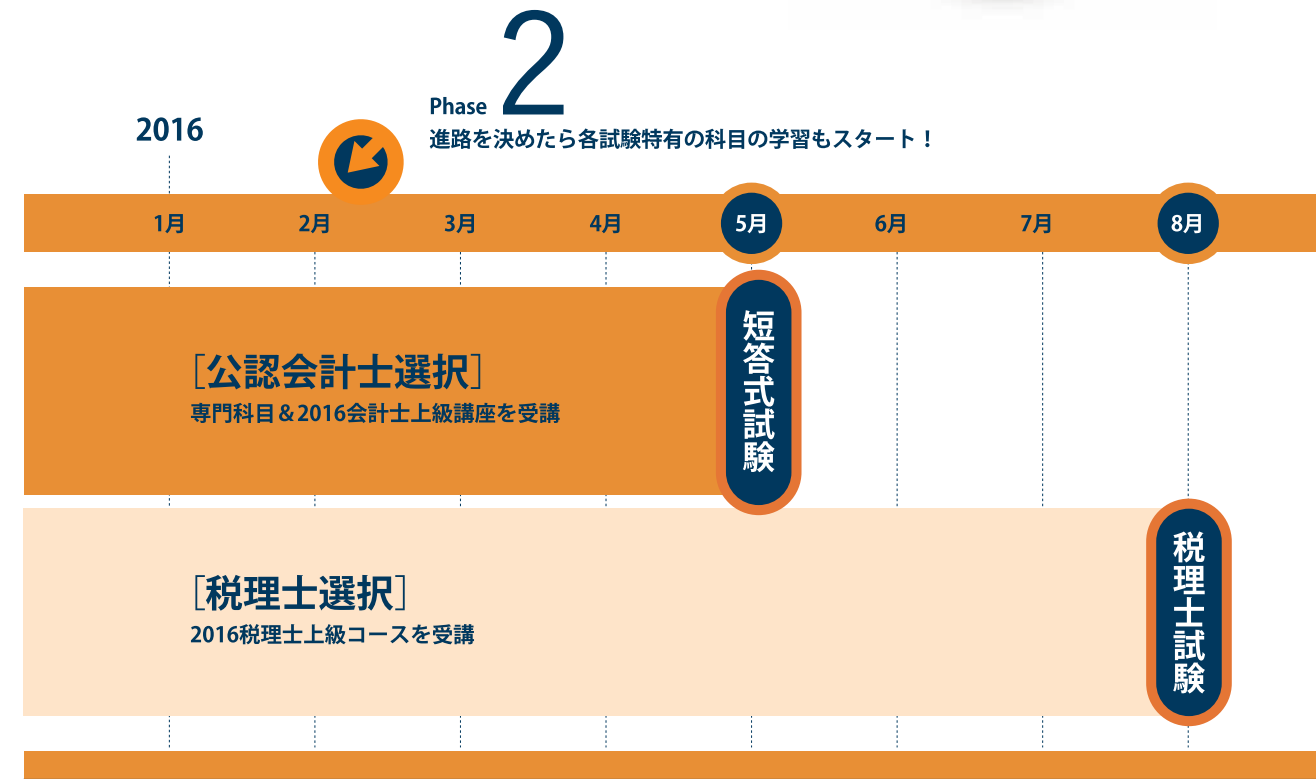 Phase 2
進路を決めたら各試験特有の科目の学習もスタート！
2016
1月 2月 3月 4月 5月 6月 7月 8月
［公認会計士選択］
専門科目＆2016会計士上級講座を受講
短答式試験
［税理士選択］
2016税理士上級コースを受講
税理士試験